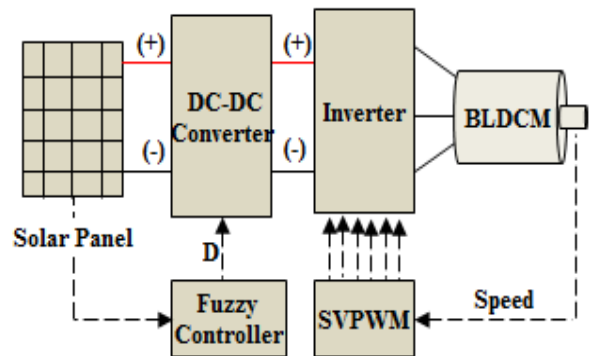 (+)
(+)
DC-DC
Converter
Inverter
BLDCM
(-)
(-)
Solar Panel
D
Fuzzy
Controller
SVPWM
Speed